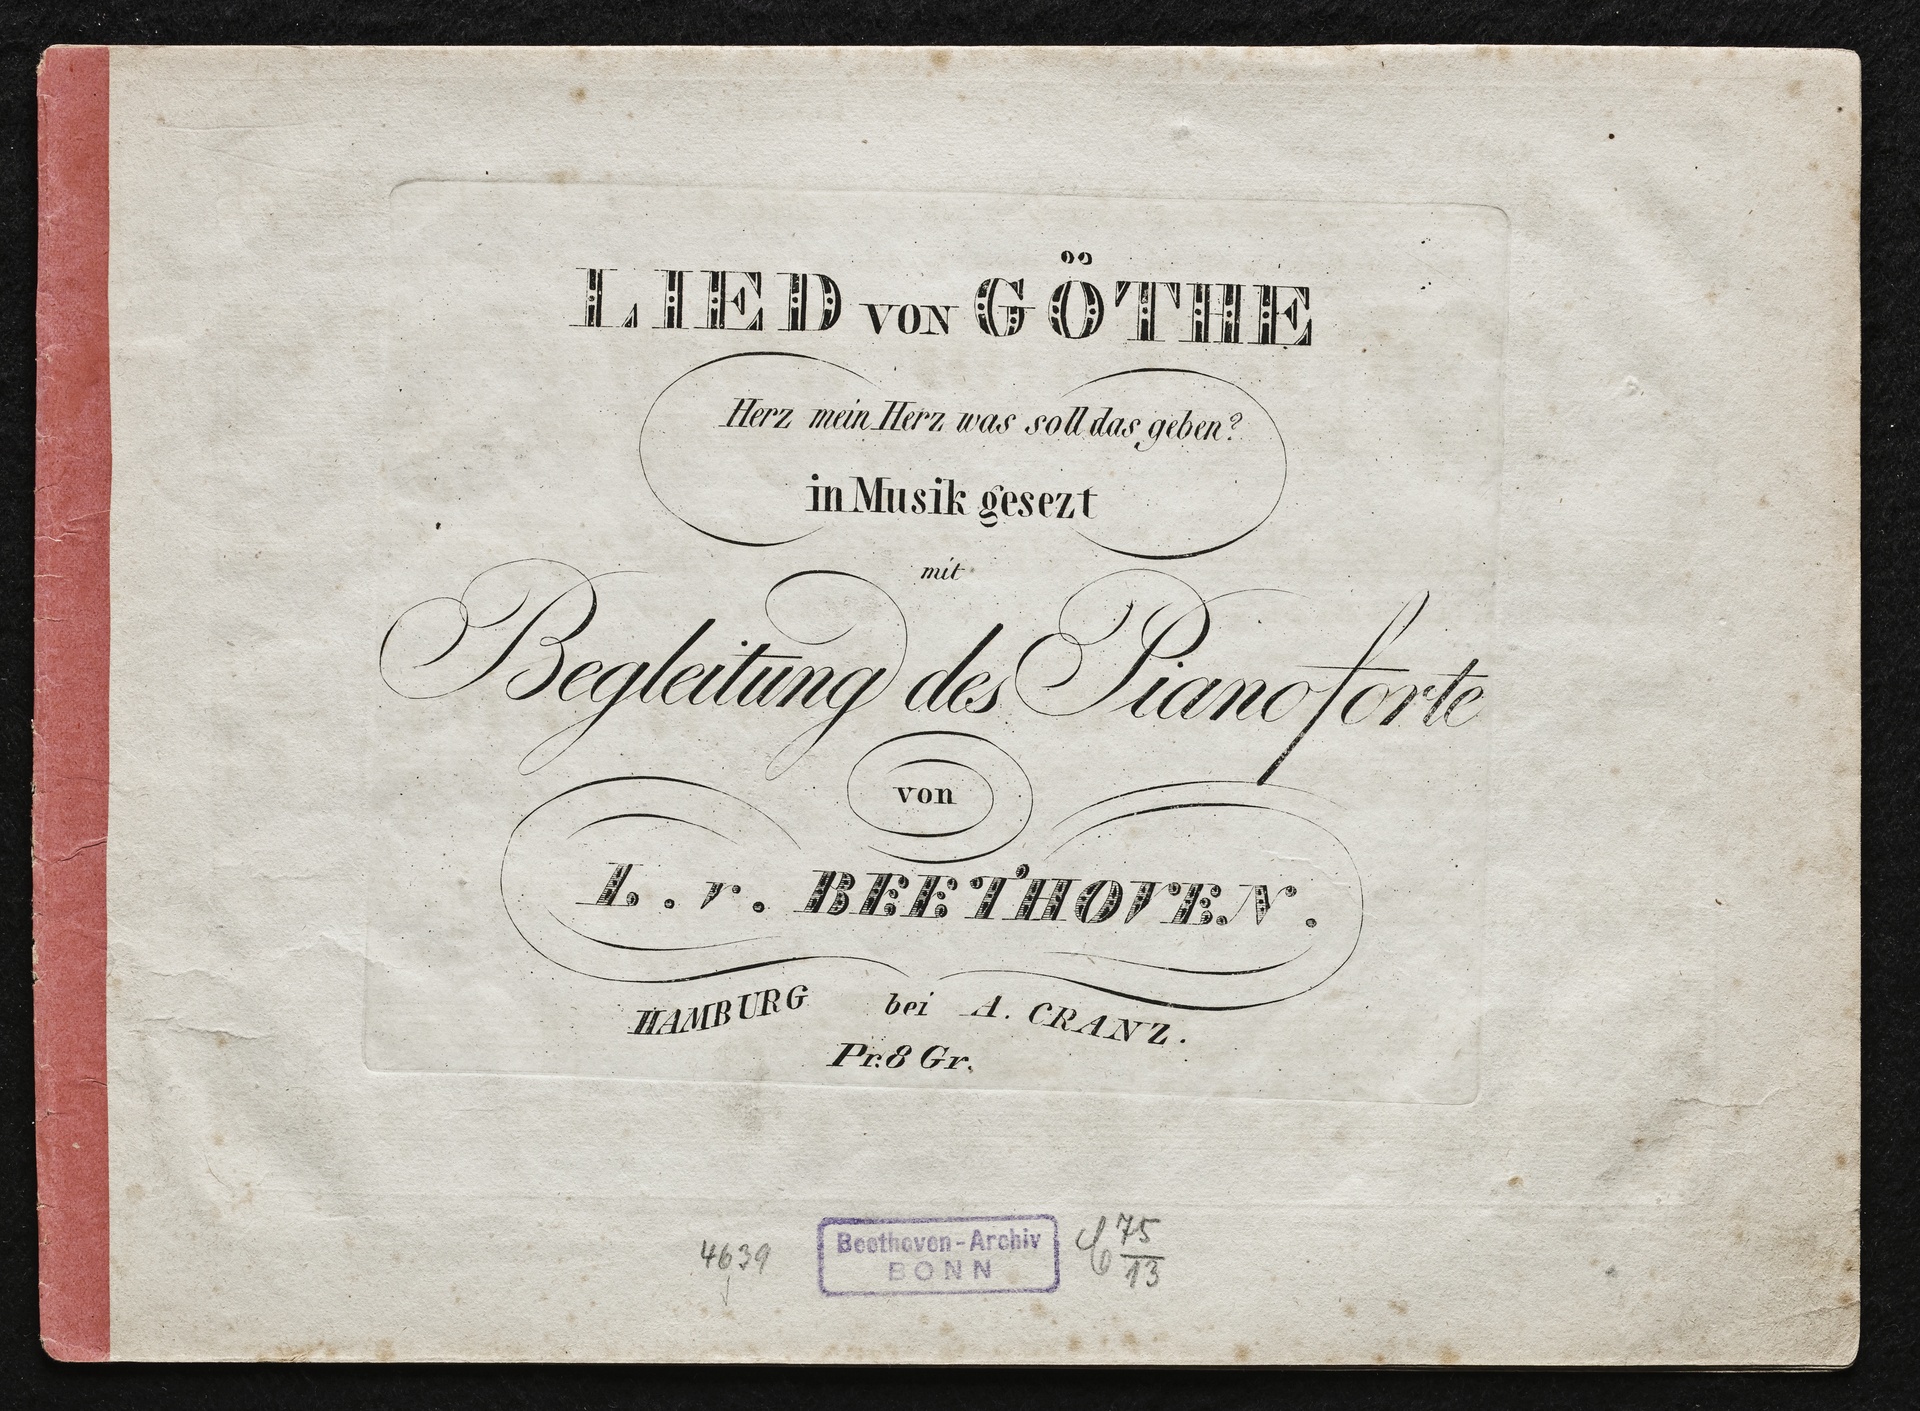 LIED VON GÖTHE
Herz mein Herz was soll das geben?
in Musik gesezt
mit
Begleitung des Pianoforte
von
L. v. BEETHOVEN.
HAMBURG bei A. CRANZ.
Pr. 8 Gr.
4639
Beethoven-Archiv
BONN
C 75
13